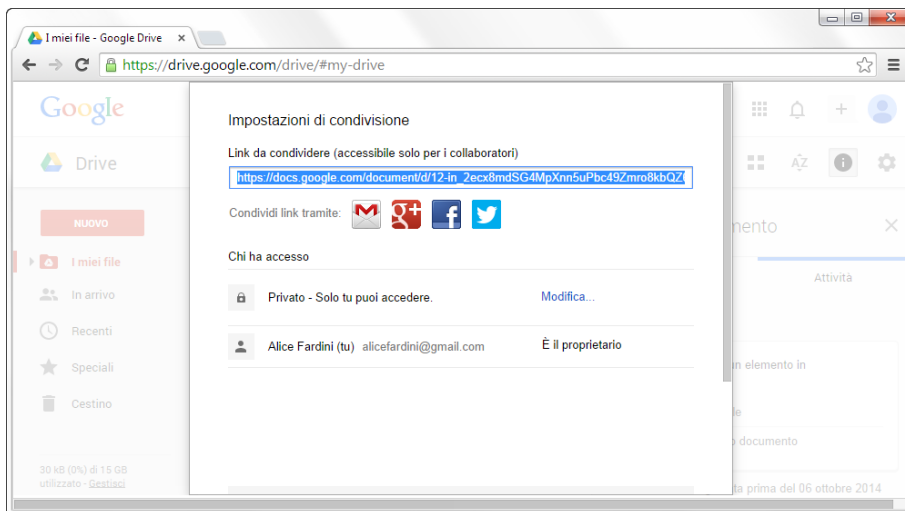 I miei file - Google Drive
https://drive.google.com/drive/#my-drive
Google
Drive
NUOVO
I miei file
In arrivo
Recenti
Speciali
Cestino
30 kB (0%) di 15 GB
utilizzato - Gestisci
Impostazioni di condivisione
Link da condividere (accessibile solo per i collaboratori)
https://docs.google.com/document/d/12-in_2ecx8mdSG4MpXnn5uPbc49Zmro8kbQZ
Condividi link tramite:
Chi ha accesso
Privato - Solo tu puoi accedere. Modifica...
Alice Fardini (tu) alicefardini@gmail.com È il proprietario
AZ
mento
Attività
un elemento in
documento
prima del 06 ottobre 2014